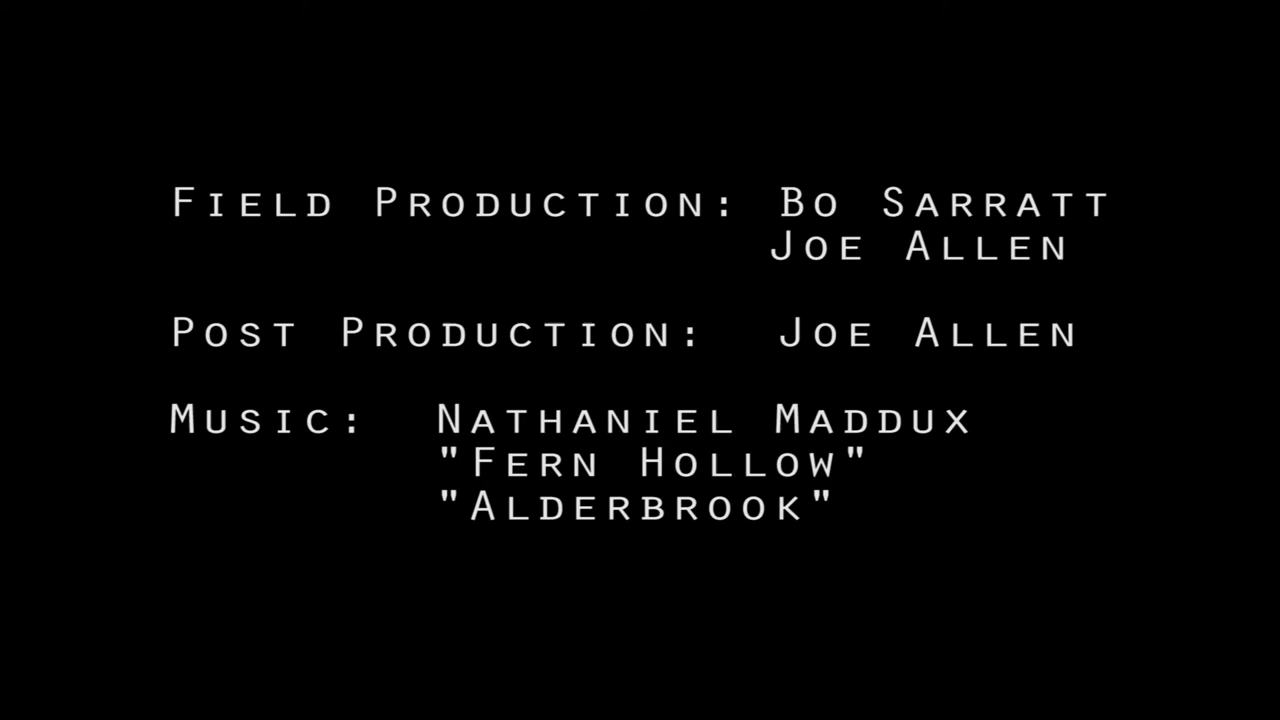 Field Production: Bo Sarratt
Joe Allen
Post Production: Joe Allen
Music: Nathaniel Maddux
"Fern Hollow"
"Alderbrook"